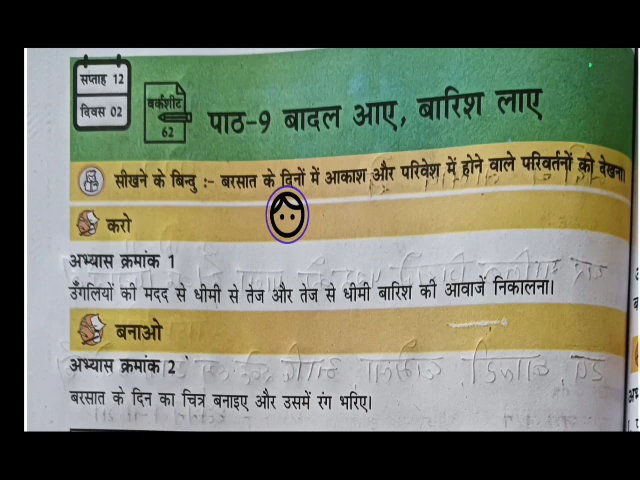 सप्ताह 12
दिवस 02
वर्कशीट
62
पाठ-9 बादल आए, बारिश लाए
सीखने के बिन्दु :- बरसात के दिनों में आकाश और परिवेश में होने वाले परिवर्तनों को देखना।
करो
अभ्यास क्रमांक 1
उँगलियों की मदद से धीमी से तेज और तेज से धीमी बारिश की आवाजें निकालना।
बनाओ
अभ्यास क्रमांक 2
बरसात के दिन का चित्र बनाइए और उसमें रंग भरिए।